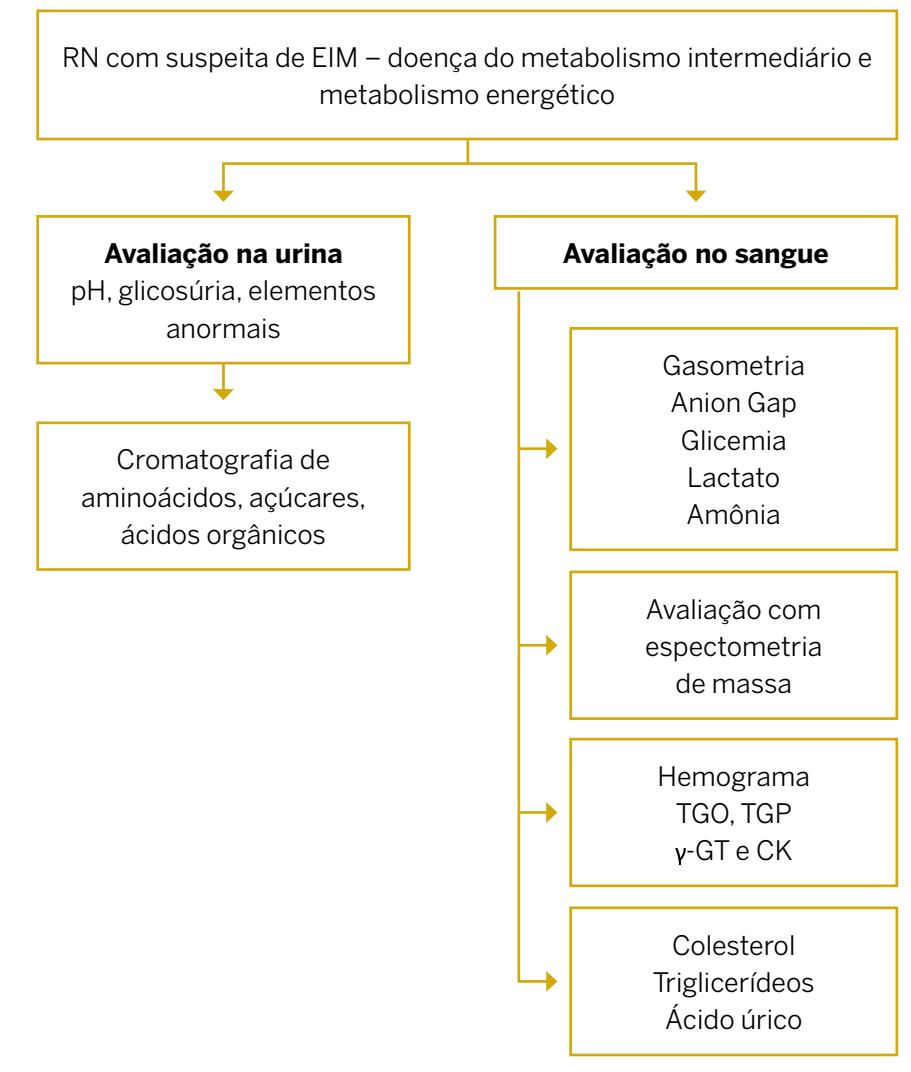 RN com suspeita de EIM – doença do metabolismo intermediário e
metabolismo energético
Avaliação na urina
pH, glicosúria, elementos
anormais
Cromatografia de
aminoácidos, açúcares,
ácidos orgânicos
Avaliação no sangue
Gasometria
Anion Gap
Glicemia
Lactato
Amônia
Avaliação com
espectometria
de massa
Hemograma
TGO, TGP
γ-GT e CK
Colesterol
Triglicerídeos
Ácido úrico